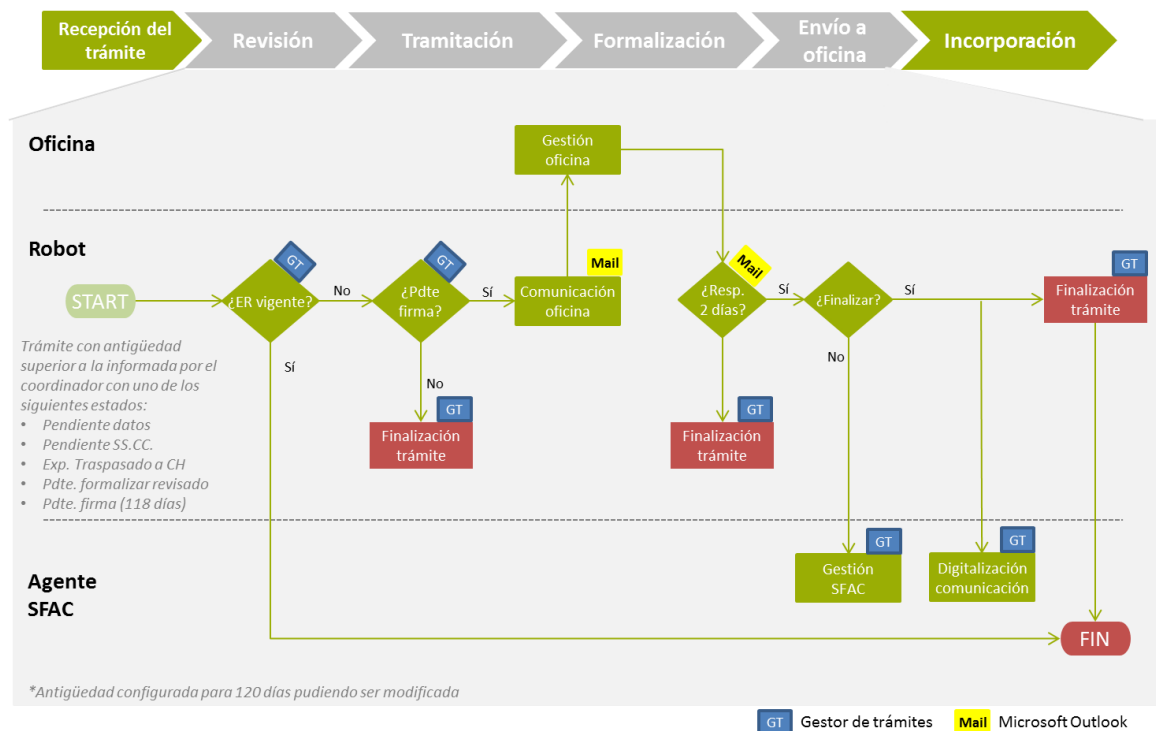 Recepción del
trámite
Revisión
Tramitación
Formalización
Envío a
oficina
Incorporación
Oficina
Gestión
oficina
Robot
GT
GT
Mail
Mail
GT
START
¿ER vigente?
No
¿Pdte
firma?
Sí
Comunicación
oficina
¿Resp.
2 días?
Sí
¿Finalizar?
Sí
Finalización
trámite
Trámite con antigüedad
superior a la informada por el
coordinador con uno de los
siguientes estados:
• Pendiente datos
• Pendiente SS.CC.
• Exp. Traspasado a CH
• Pdte. formalizar revisado
• Pdte. firma (118 días)
Sí
No
No
GT
Finalización
trámite
GT
Finalización
trámite
Agente
SFAC
GT
Gestión
SFAC
GT
Digitalización
comunicación
FIN
*Antigüedad configurada para 120 días pudiendo ser modificada
GT Gestor de trámites
Mail Microsoft Outlook